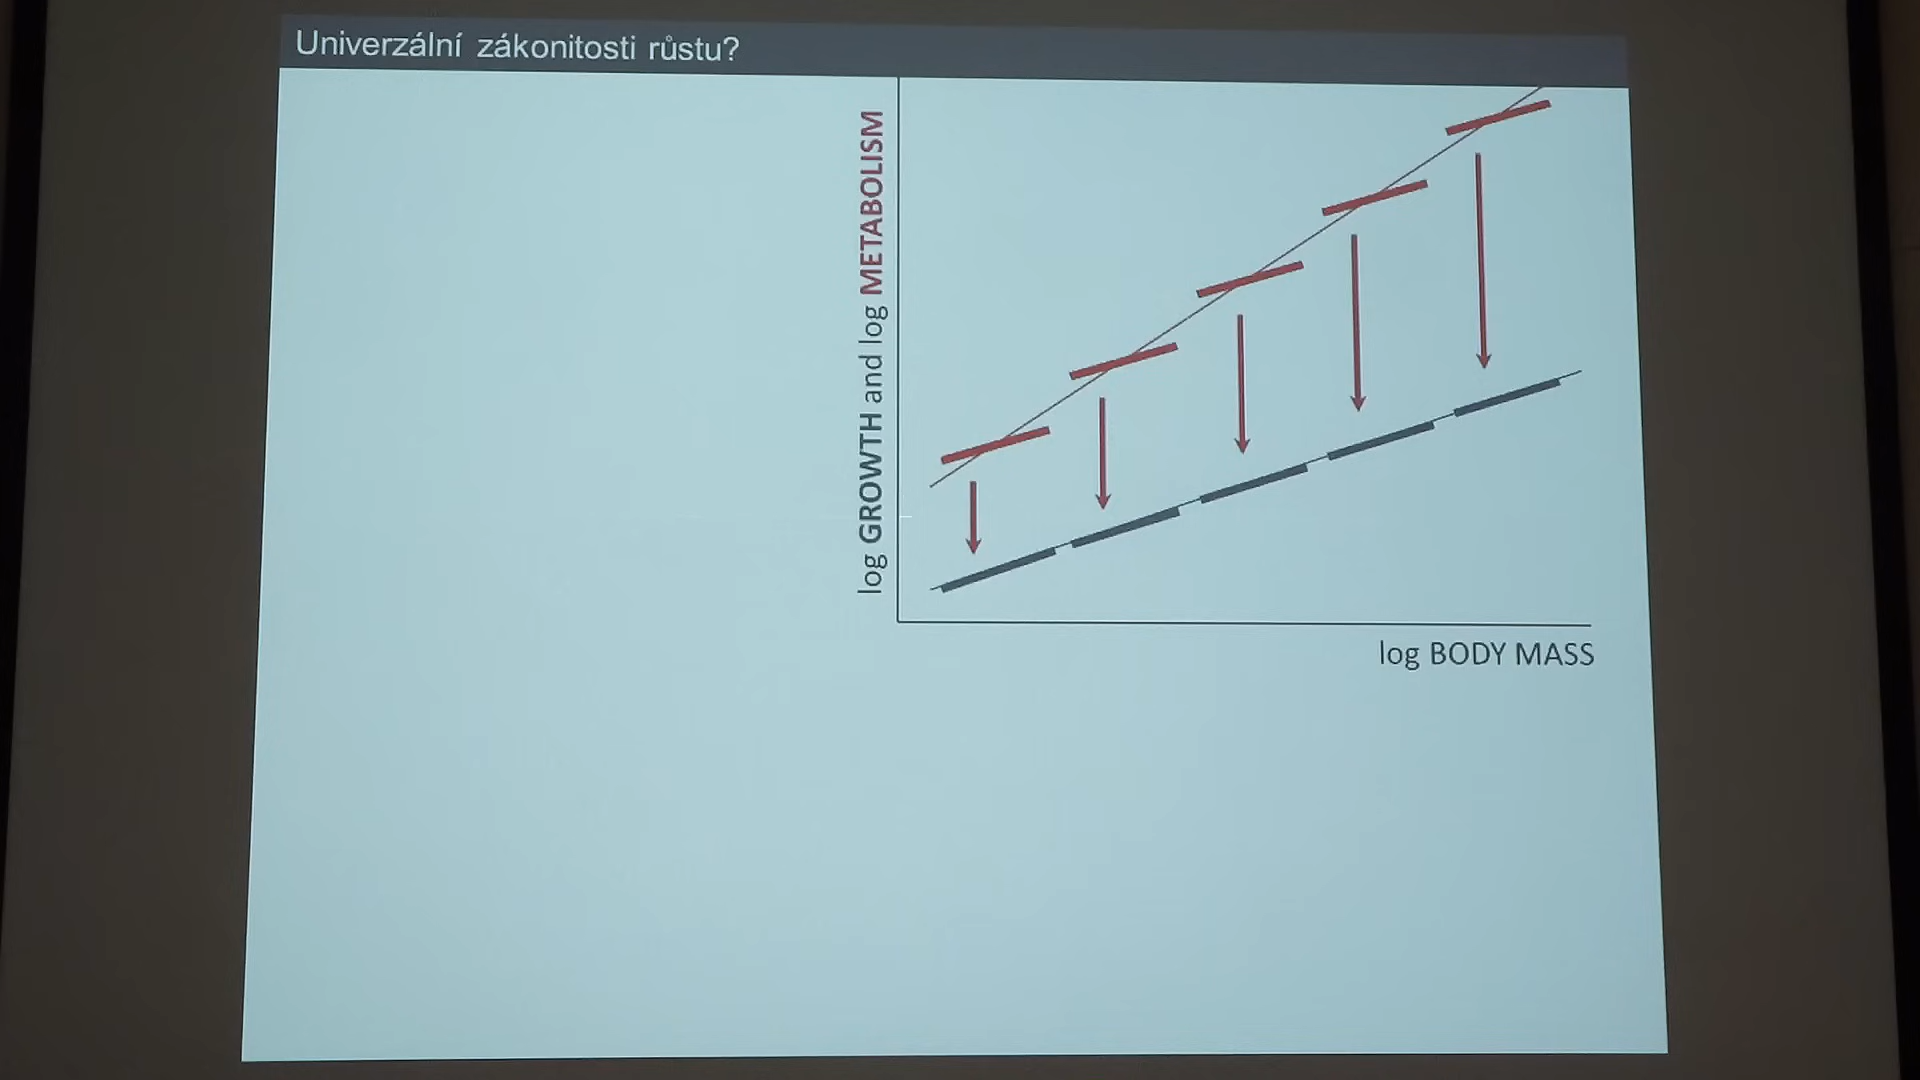 Univerzální zákonitosti růstu?
log GROWTH and log METABOLISM
log BODY MASS